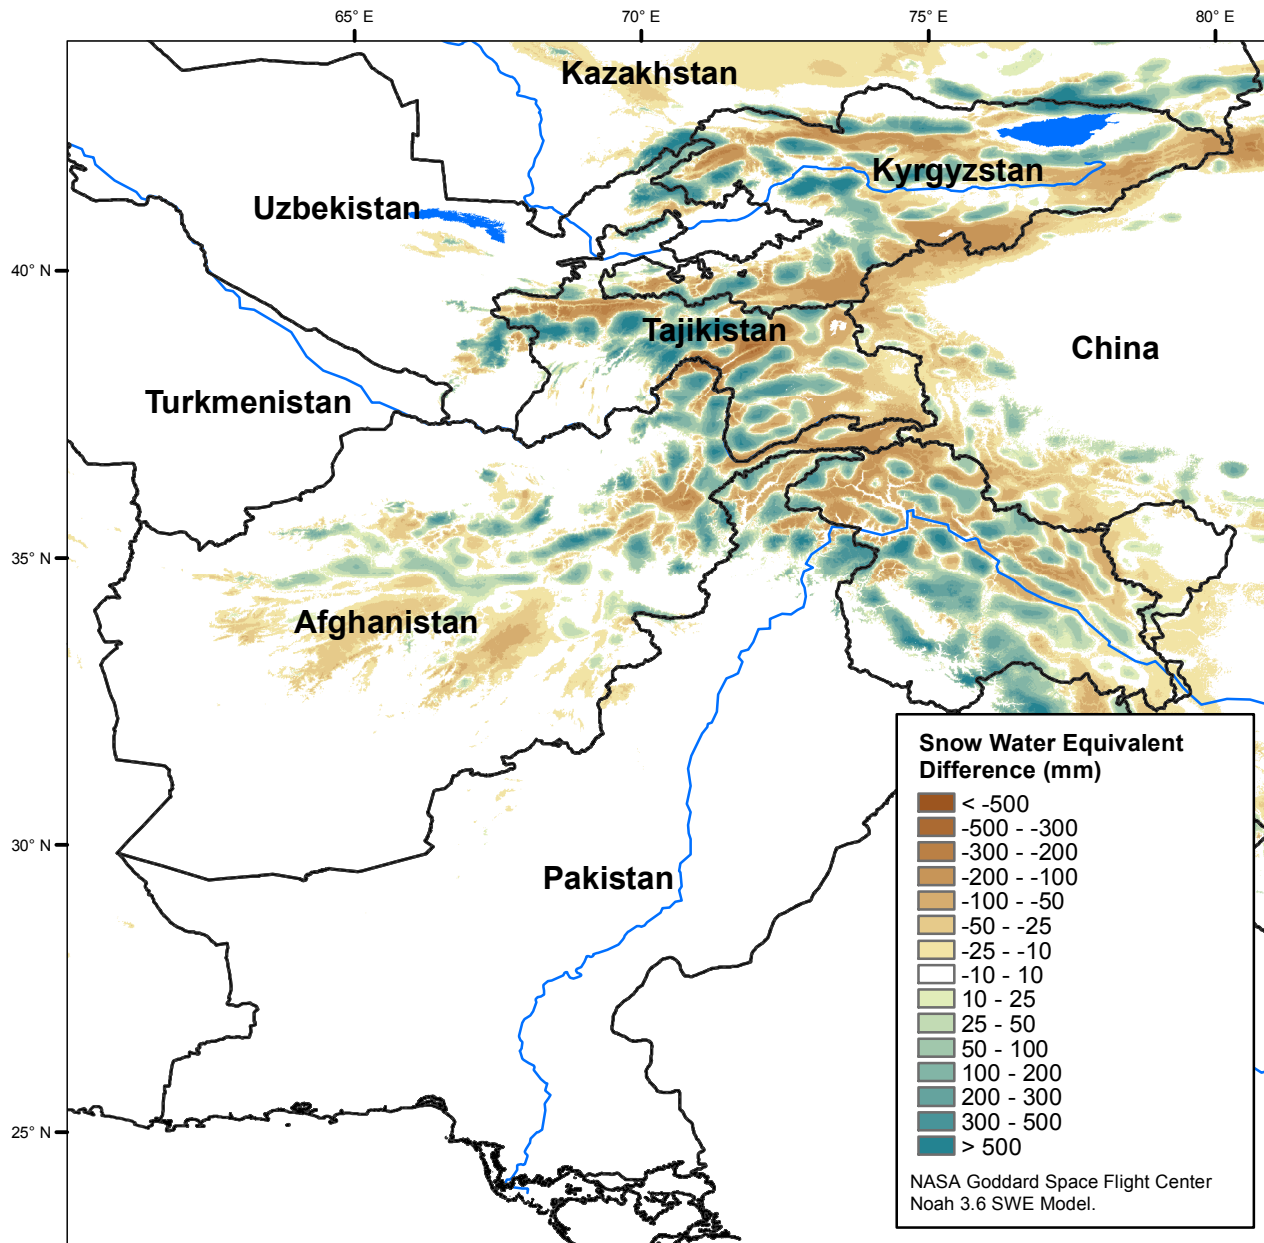 65° E
70° E
75° E
80° E
Kazakhstan
Kyrgyzstan
Uzbekistan
40° N
Tajikistan
China
Turkmenistan
35° N
Afghanistan
Snow Water Equivalent
Difference (mm)
< -500
-500 - -300
-300 - -200
-200 - -100
-100 - -50
-50 - -25
-25 - -10
-10 - 10
10 - 25
25 - 50
50 - 100
100 - 200
200 - 300
300 - 500
> 500
NASA Goddard Space Flight Center
Noah 3.6 SWE Model.
30° N
Pakistan
25° N